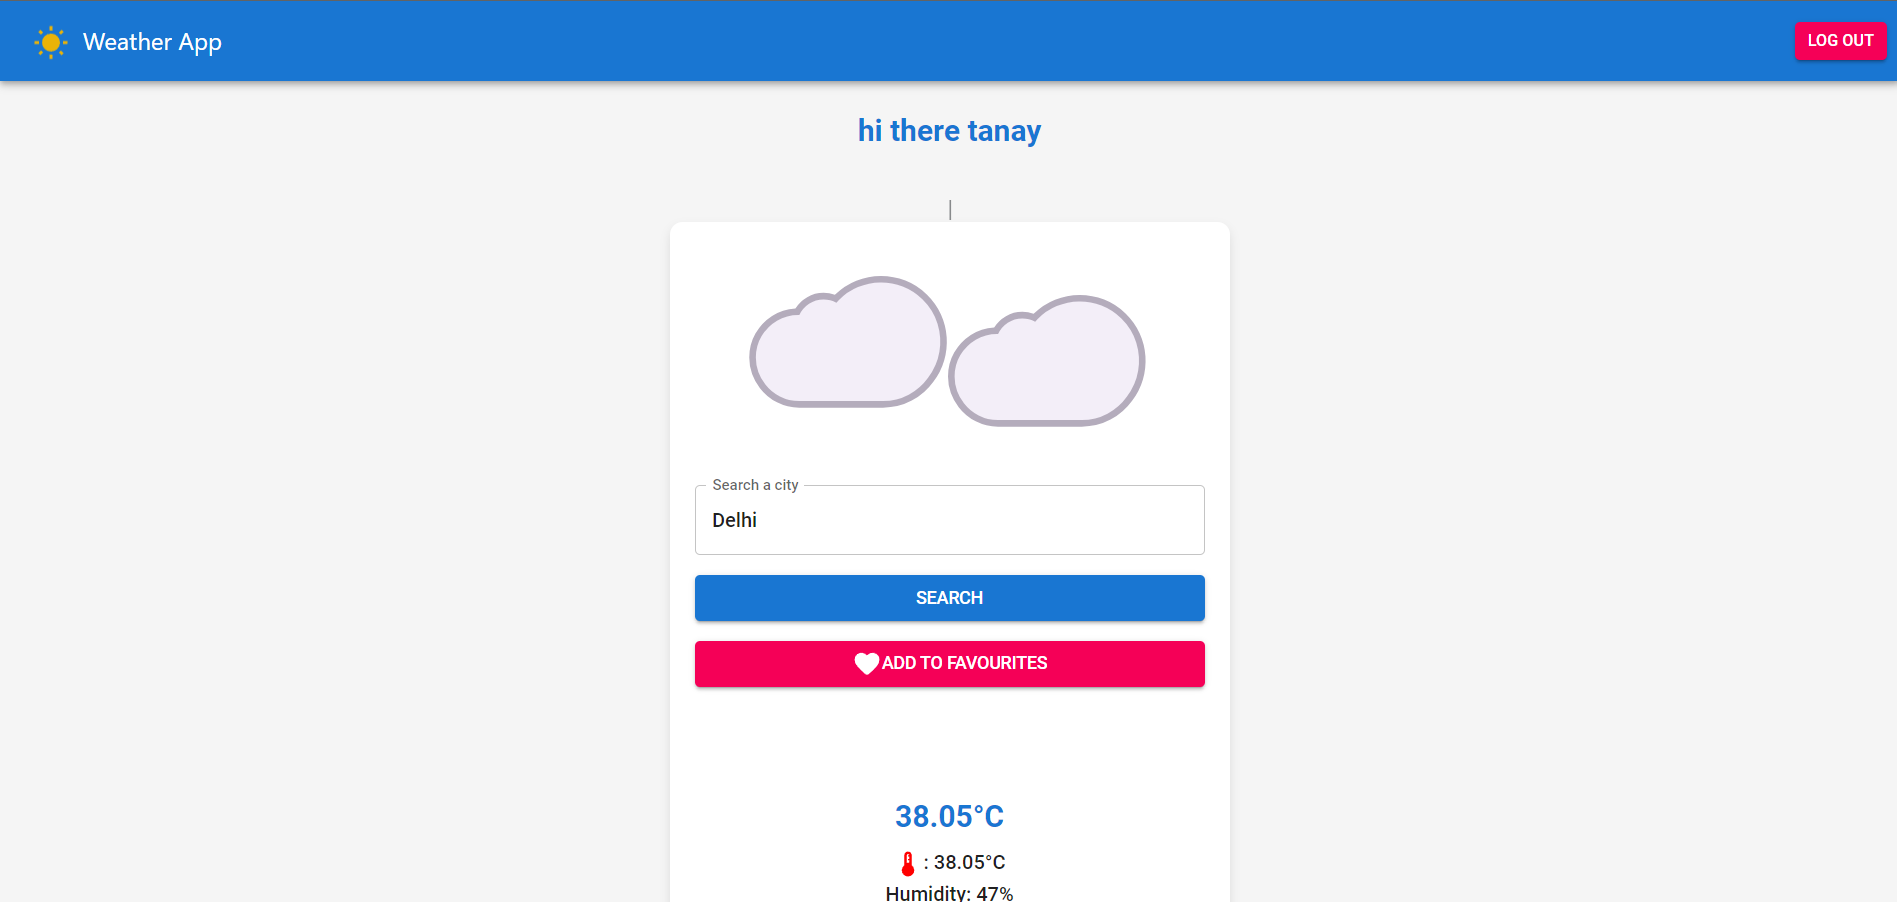 Weather App
LOG OUT
hi there tanay
Search a city
Delhi
SEARCH
ADD TO FAVOURITES
38.05°C
: 38.05°C
Humidity: 47%